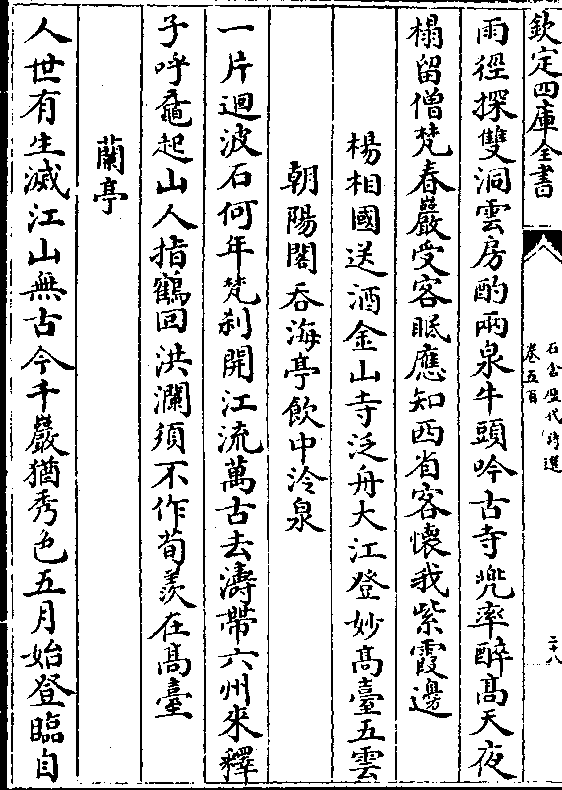 欽定四庫全書
石倉歷代詩選
卷五百
二十八
雨徑探雙洞雲房酌兩泉牛頭吟古寺兜率醉高天夜
榻留僧梵春巖受客眠應知西省客懷我紫霞邊
楊相國送酒金山寺泛舟大江登妙高臺五雲
朝陽閣吞海亭飲中泠泉
一片迴波石何年梵刹開江流萬古去濤帶六州來釋
子呼黿起山人指鶴回洪瀾須不作荀羨在高臺
蘭亭
人世有生滅江山無古今千巖猶秀色五月始登臨自